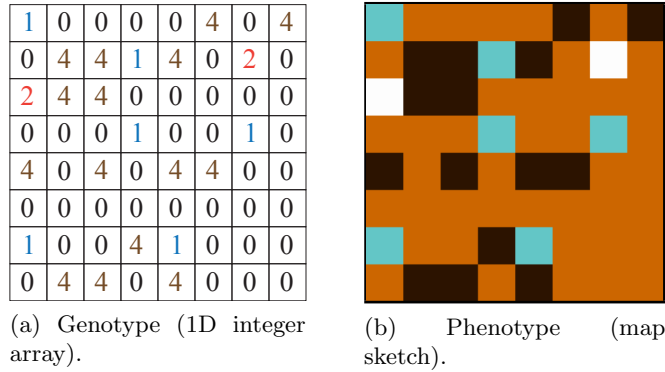 1 0 0 0 0 4 0 4
0 4 4 1 4 0 2 0
2 4 4 0 0 0 0 0
0 0 0 1 0 0 1 0
4 0 4 0 4 4 0 0
0 0 0 0 0 0 0 0
1 0 0 4 1 0 0 0
0 4 4 0 4 0 0 0
(a) Genotype (1D integer
array).
(b) Phenotype (map
sketch).